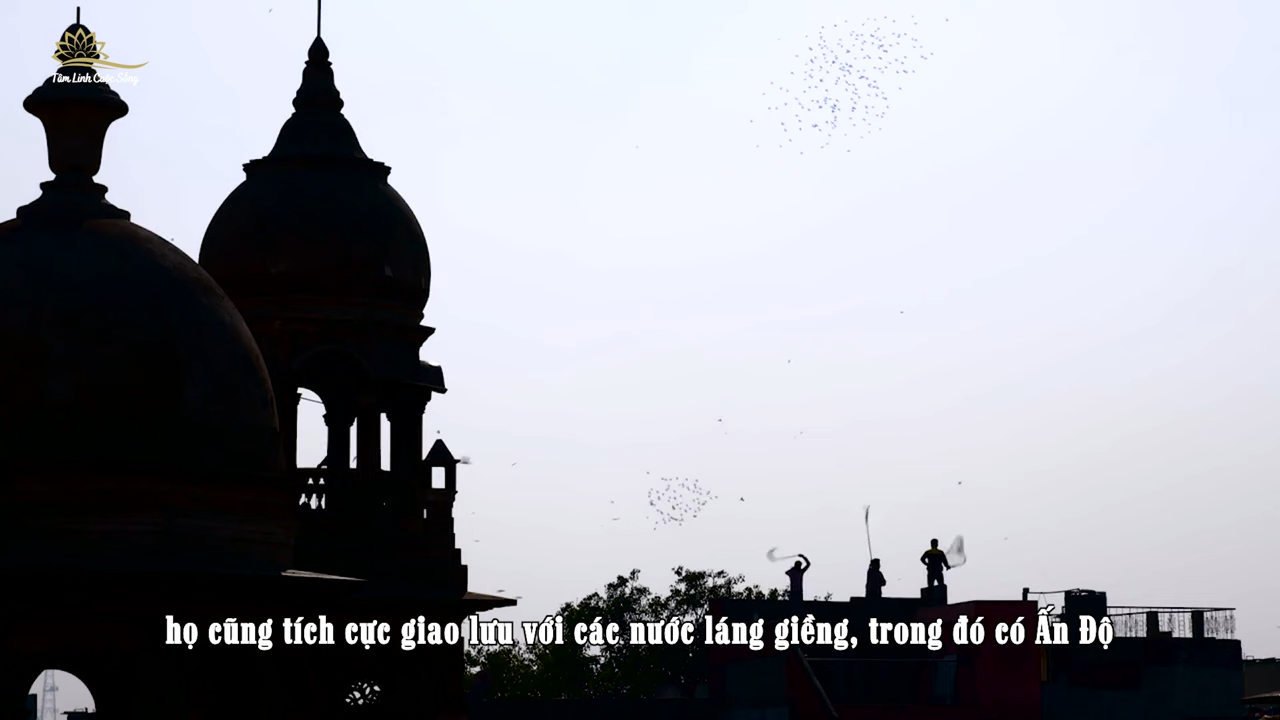 Tâm Linh Cuộc Sống
họ cũng tích cực giao lưu với các nước láng giềng, trong đó có Ấn Độ